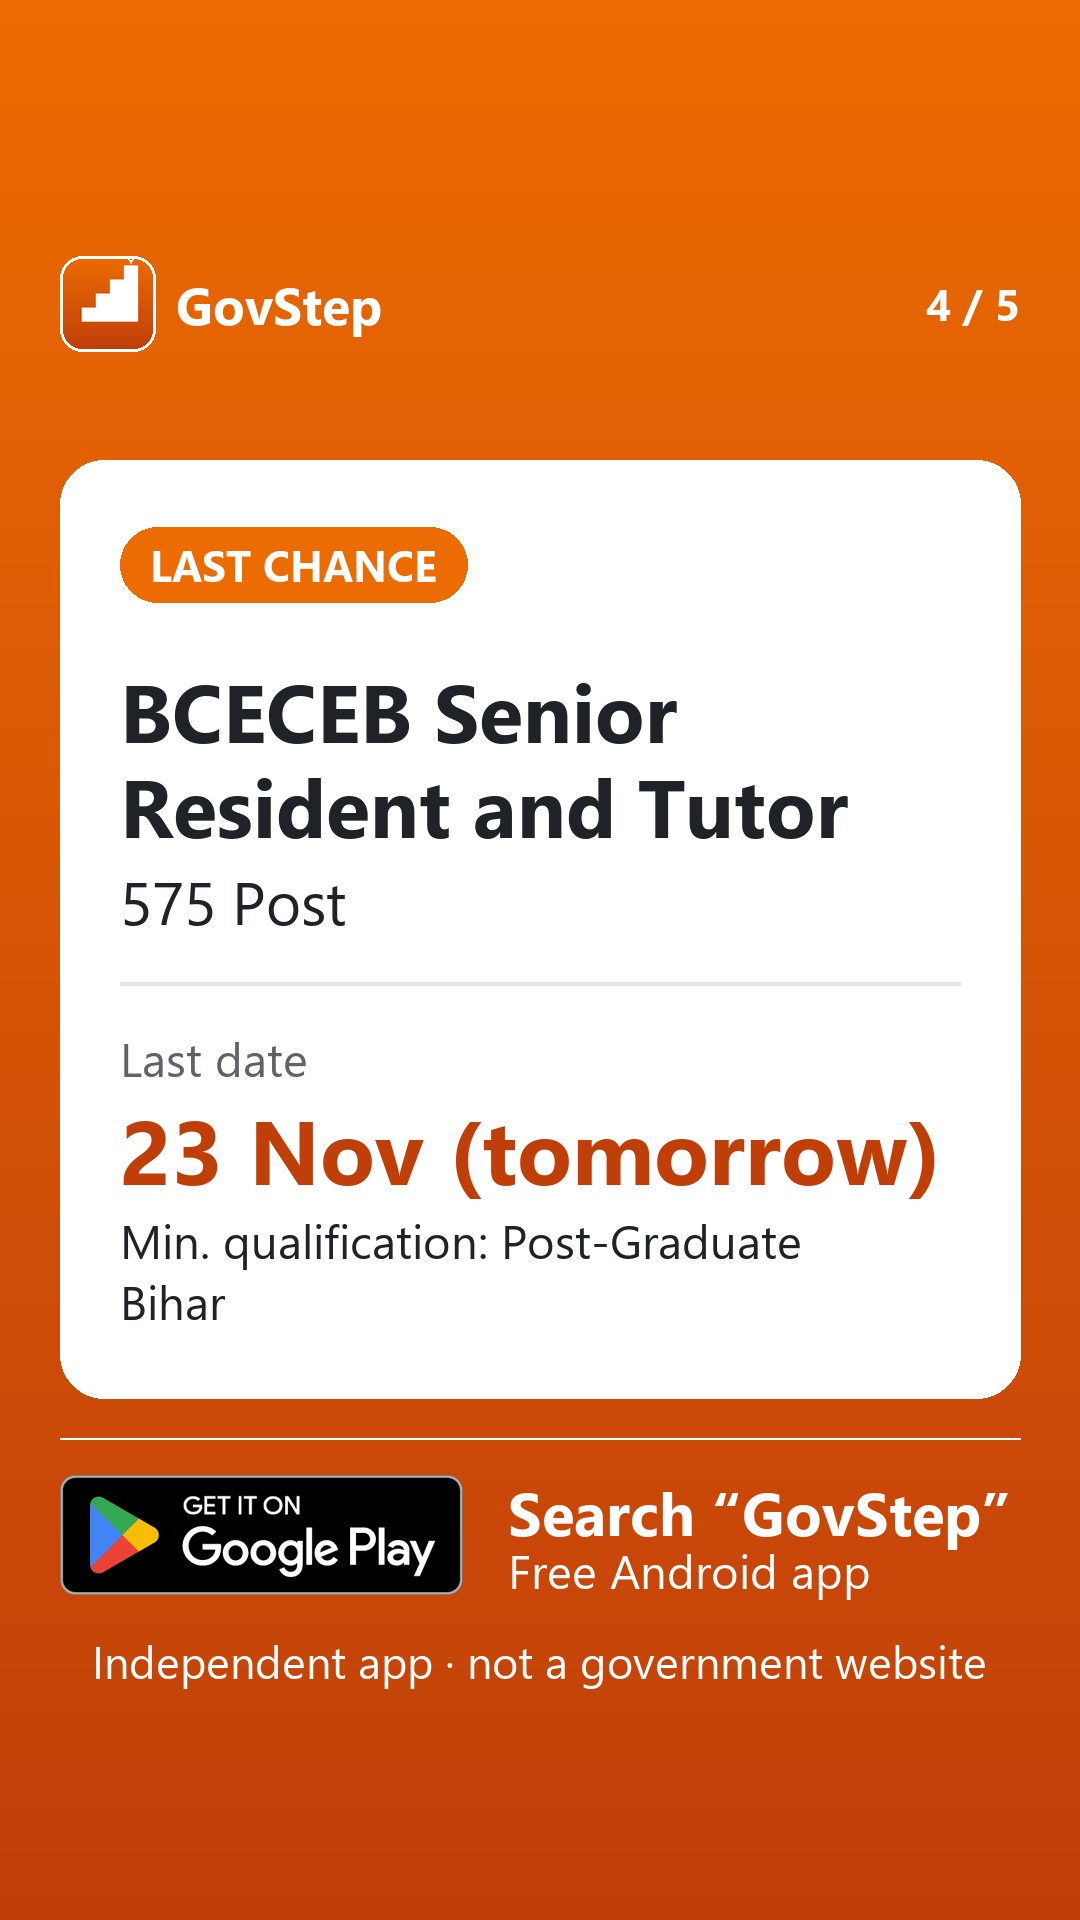 GovStep
4 / 5
LAST CHANCE
BCECEB Senior
Resident and Tutor
575 Post
Last date
23 Nov (tomorrow)
Min. qualification: Post-Graduate
Bihar
GET IT ON
Google Play
Search “GovStep”
Free Android app
Independent app · not a government website